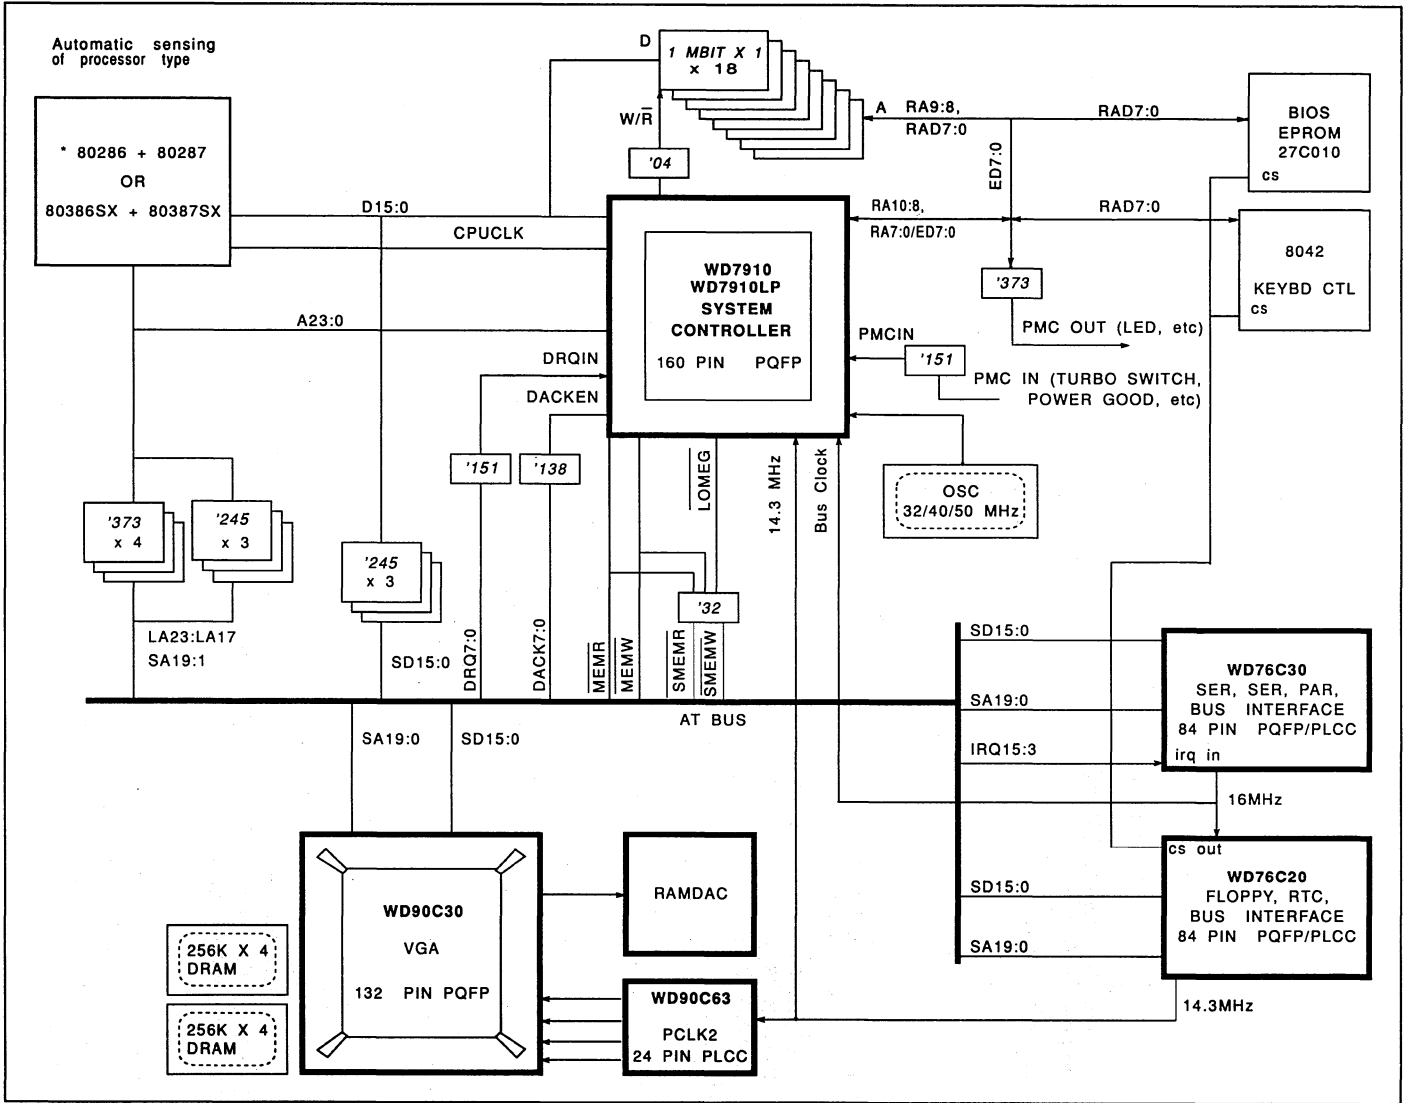 Automatic sensing
of processor type
* 80286 + 80287
OR
80386SX + 80387SX
D
1 MBIT X 1
x 18
W/R̅
'04
A RA9:8,
RAD7:0
RAD7:0
ED7:0
BIOS
EPROM
27C010
cs
D15:0
CPUCLK
RA10:8,
RA7:0/ED7:0
RAD7:0
8042
KEYBD CTL
cs
'373
PMC OUT (LED, etc)
WD7910
WD7910LP
SYSTEM
CONTROLLER
160 PIN PQFP
A23:0
DRQIN
DACKEN
PMCIN
'151
PMC IN (TURBO SWITCH,
POWER GOOD, etc)
'151
'138
LOMEG
14.3 MHz
Bus Clock
OSC
32/40/50 MHz
'373
x 4
'245
x 3
'245
x 3
'32
LA23:LA17
SA19:1
SD15:0
DRQ7:0
DACK7:0
MEMR
MEMW
SMEMR
SMEMW
AT BUS
SD15:0
SA19:0
IRQ15:3
WD76C30
SER, SER, PAR,
BUS INTERFACE
84 PIN PQFP/PLCC
irq in
16MHz
SA19:0
SD15:0
cs out
WD76C20
FLOPPY, RTC,
BUS INTERFACE
84 PIN PQFP/PLCC
SD15:0
SA19:0
14.3MHz
WD90C30
VGA
132 PIN PQFP
RAMDAC
256K X 4
DRAM
256K X 4
DRAM
WD90C63
PCLK2
24 PIN PLCC